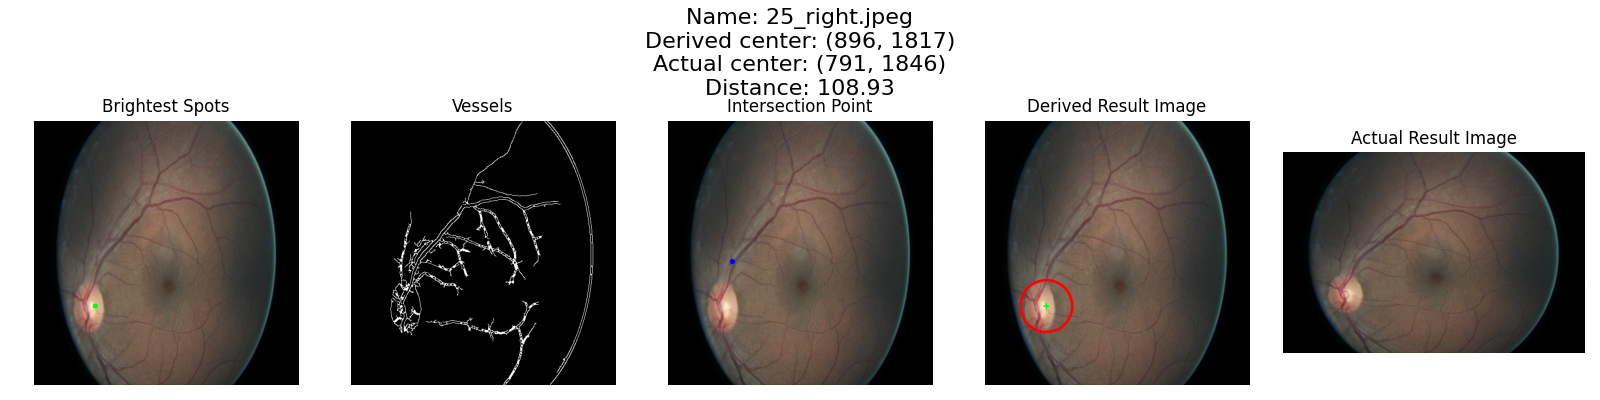 Name: 25_right.jpeg
Derived center: (896, 1817)
Actual center: (791, 1846)
Distance: 108.93
Brightest Spots
Vessels
Intersection Point
Derived Result Image
Actual Result Image